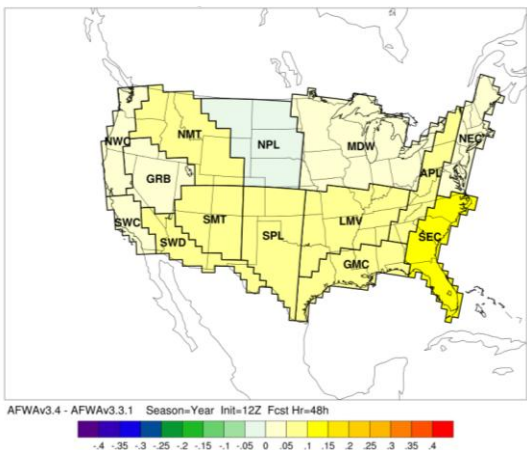 NWC
NMT
NPL
MDW
NEC
GRB
APL
SWC
SWD
SMT
SPL
LMV
SEC
GMC
AFWAv3.4 - AFWAv3.3.1 Season=Year Init=12Z Fcst Hr=48h
-.4 -.35 -.3 -.25 -.2 -.15 -.1 -.05 0 .05 .1 .15 .2 .25 .3 .35 .4